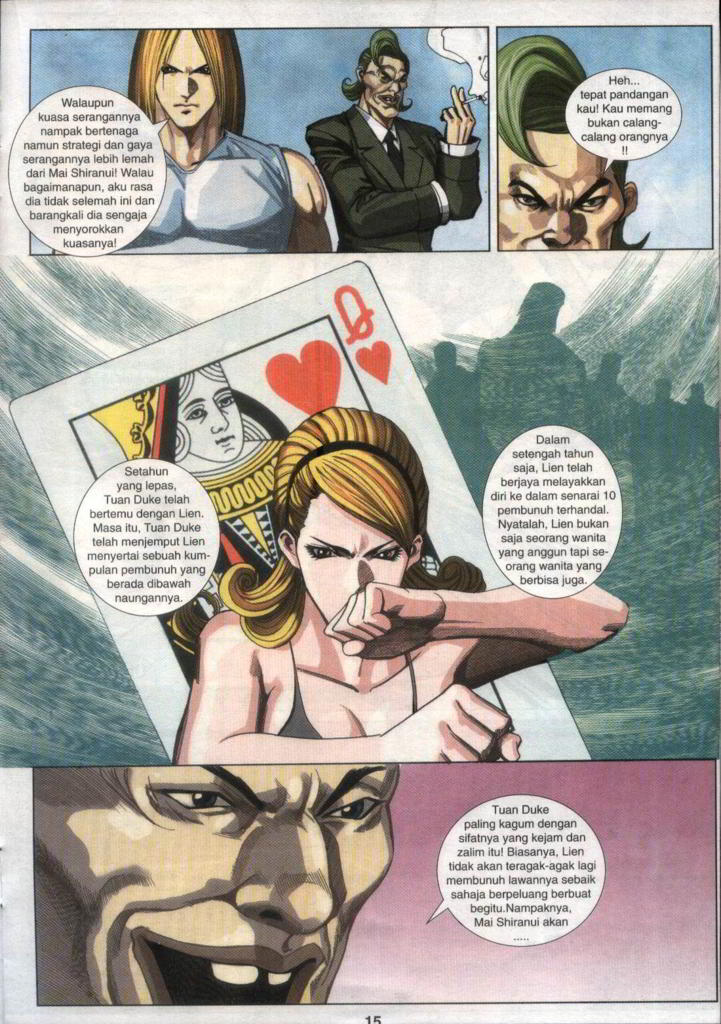 Walaupun
kuasa serangannya
nampak bertenaga
namun strategi dan gaya
serangannya lebih lemah
dari Mai Shiranui! Walau
bagaimanapun, aku rasa
dia tidak selemah ini dan
barangkali dia sengaja
menyorokkan
kuasanya!
Heh...
tepat pandangan
kau! Kau memang
bukan calang-
calang orangnya
!!
Q
Setahun
yang lepas,
Tuan Duke telah
bertemu dengan Lien.
Masa itu, Tuan Duke
telah menjemput Lien
menyertai sebuah kum-
pulan pembunuh yang
berada dibawah
naungannya.
Dalam
setengah tahun
saja, Lien telah
berjaya melayakkan
diri ke dalam senarai 10
pembunuh terhandal.
Nyatalah, Lien bukan
saja seorang wanita
yang anggun tapi se-
orang wanita yang
berbisa juga.
Tuan Duke
paling kagum dengan
sifatnya yang kejam dan
zalim itu! Biasanya, Lien
tidak akan teragak-agak lagi
membunuh lawannya sebaik
sahaja berpeluang berbuat
begitu.Nampaknya,
Mai Shiranui akan
.....
15